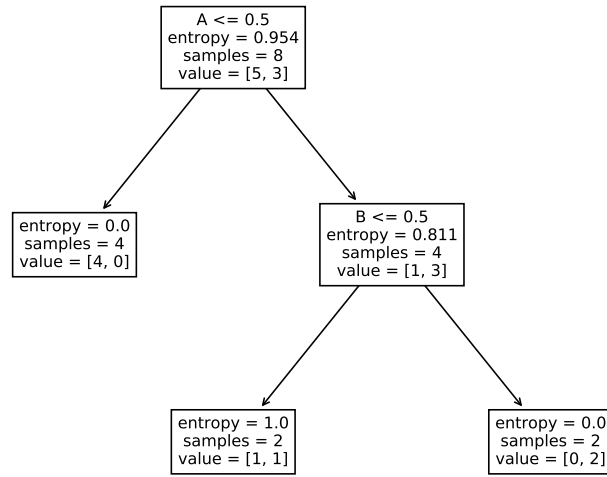 A <= 0.5
entropy = 0.954
samples = 8
value = [5, 3]
entropy = 0.0
samples = 4
value = [4, 0]
B <= 0.5
entropy = 0.811
samples = 4
value = [1, 3]
entropy = 1.0
samples = 2
value = [1, 1]
entropy = 0.0
samples = 2
value = [0, 2]